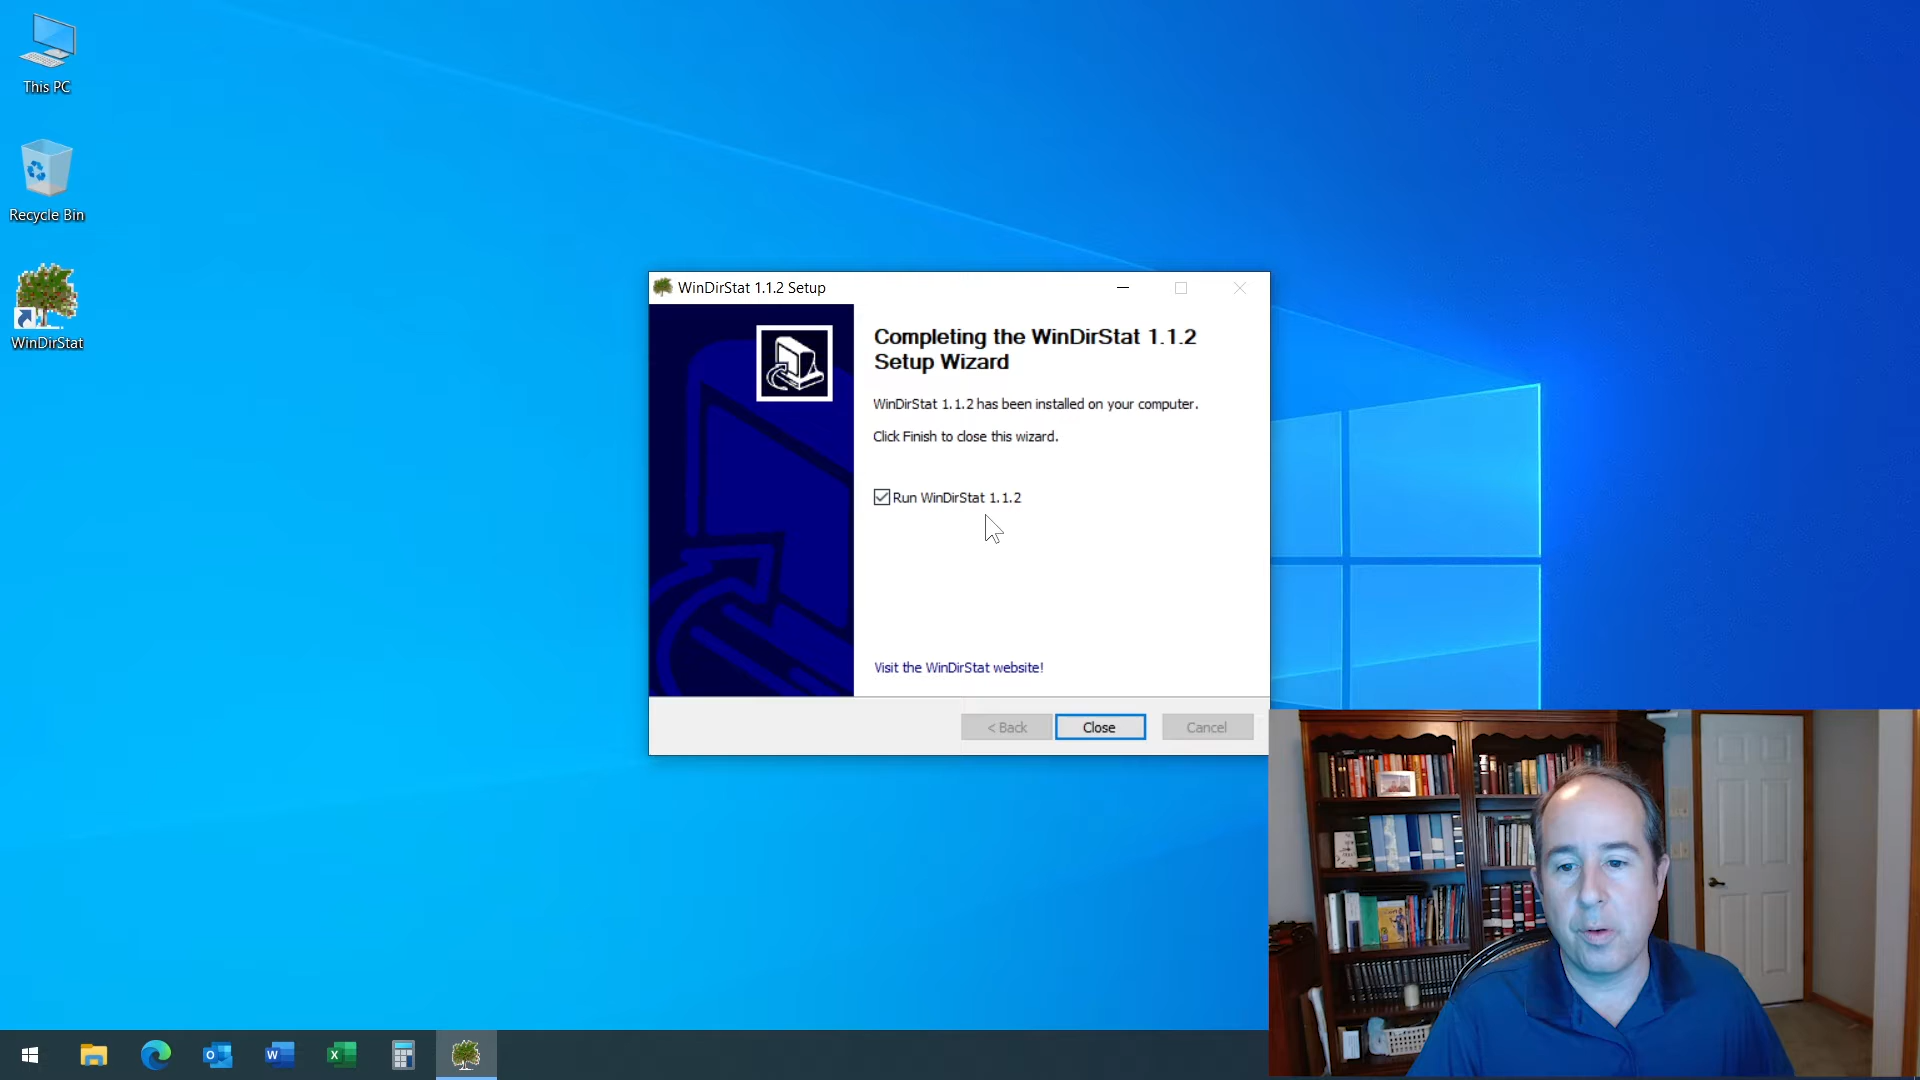 This PC
Recycle Bin
WinDirStat
WinDirStat 1.1.2 Setup
Completing the WinDirStat 1.1.2
Setup Wizard
WinDirStat 1.1.2 has been installed on your computer.
Click Finish to close this wizard.
Run WinDirStat 1.1.2
Visit the WinDirStat website!
< Back
Close
Cancel